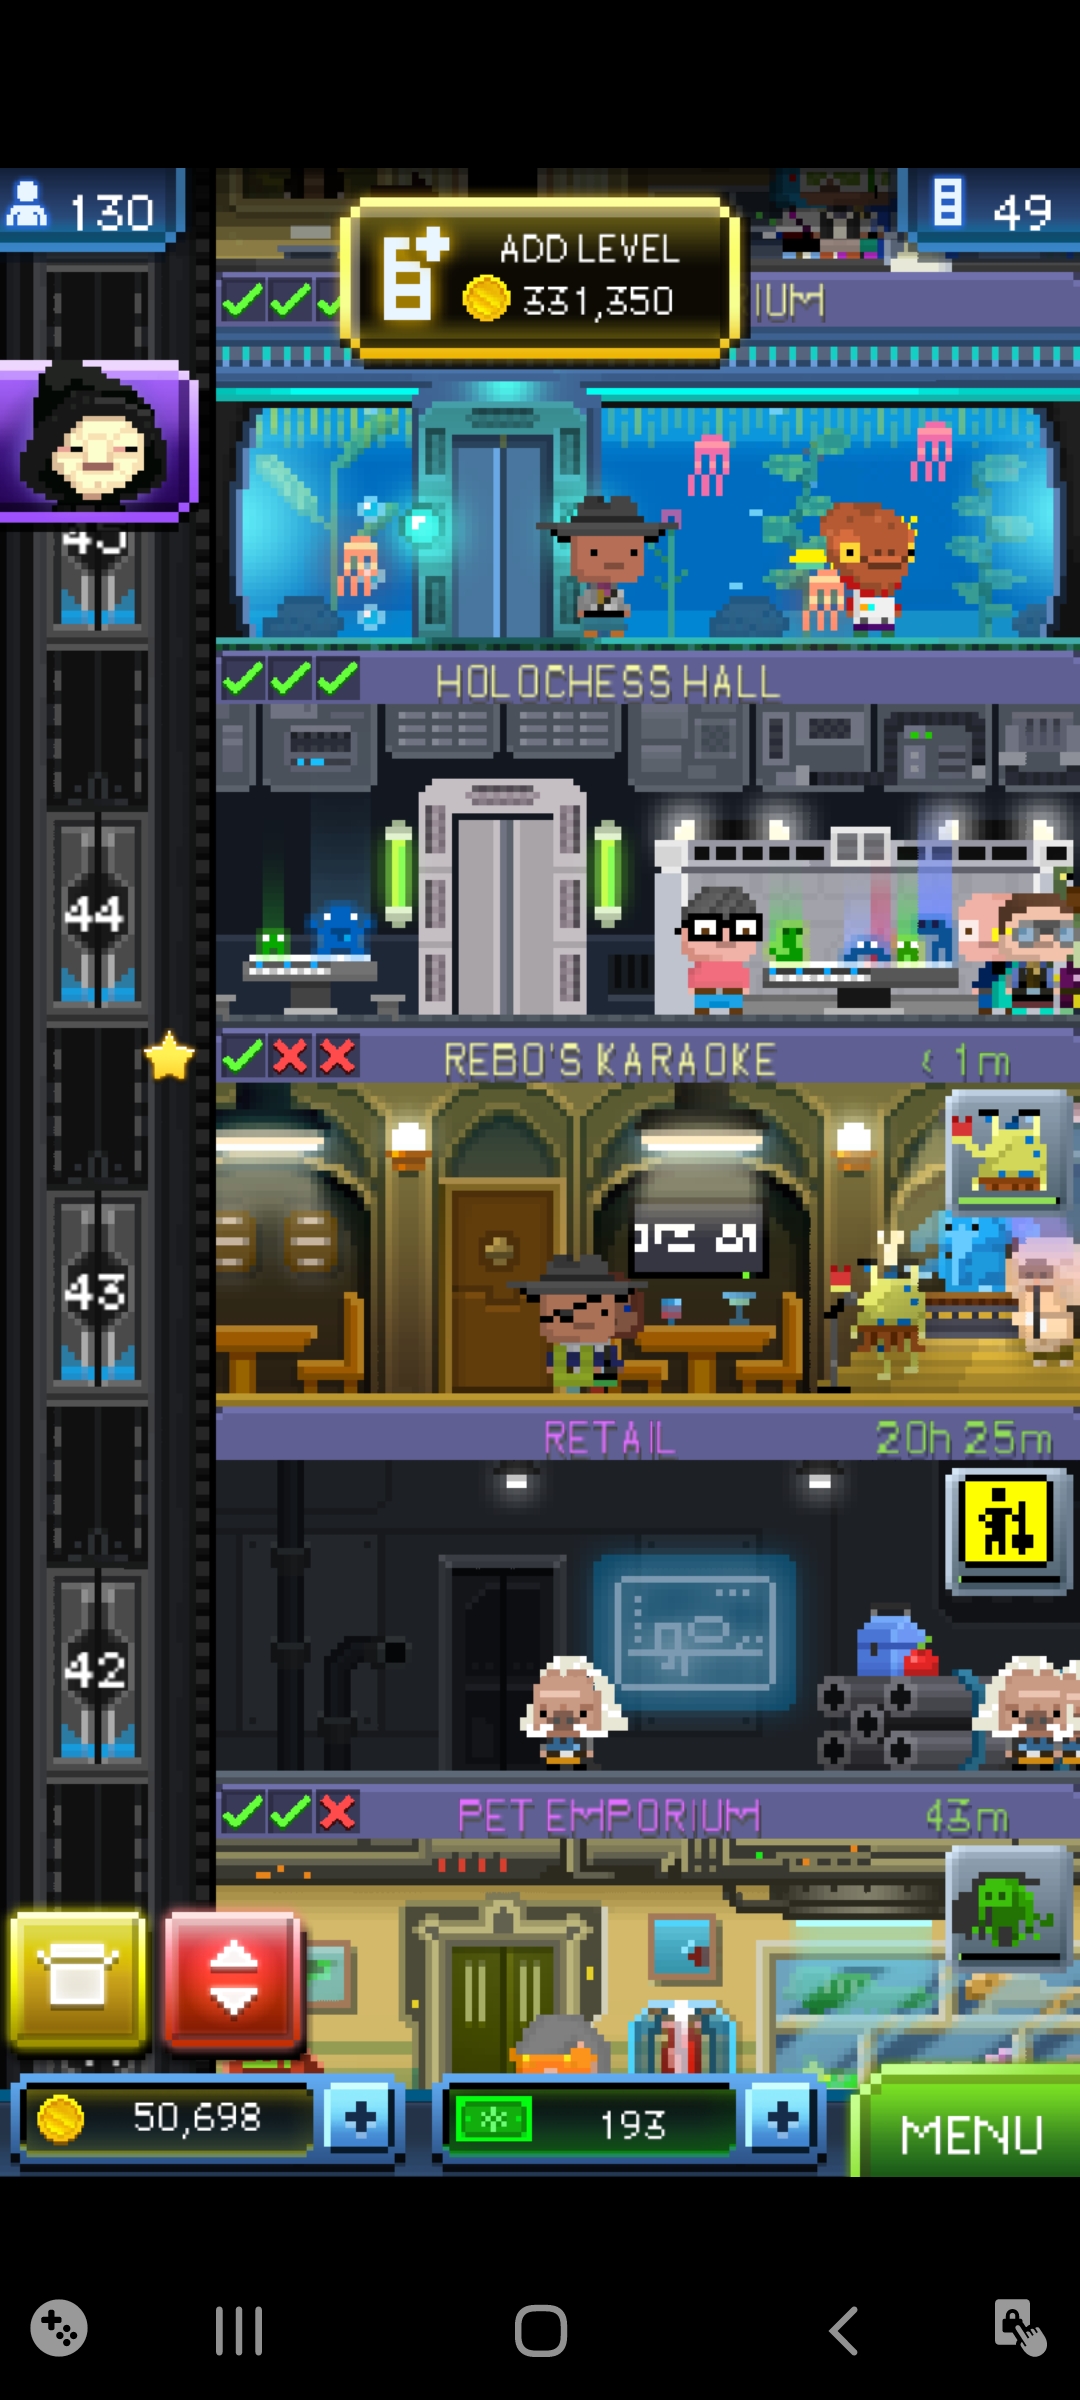 130
ADD LEVEL
331,350
49
IUM
45
HOLOCHESS HALL
44
REBO'S KARAOKE < 1m
43
RETAIL 20h 25m
42
PET EMPORIUM 43m
50,698
193
MENU